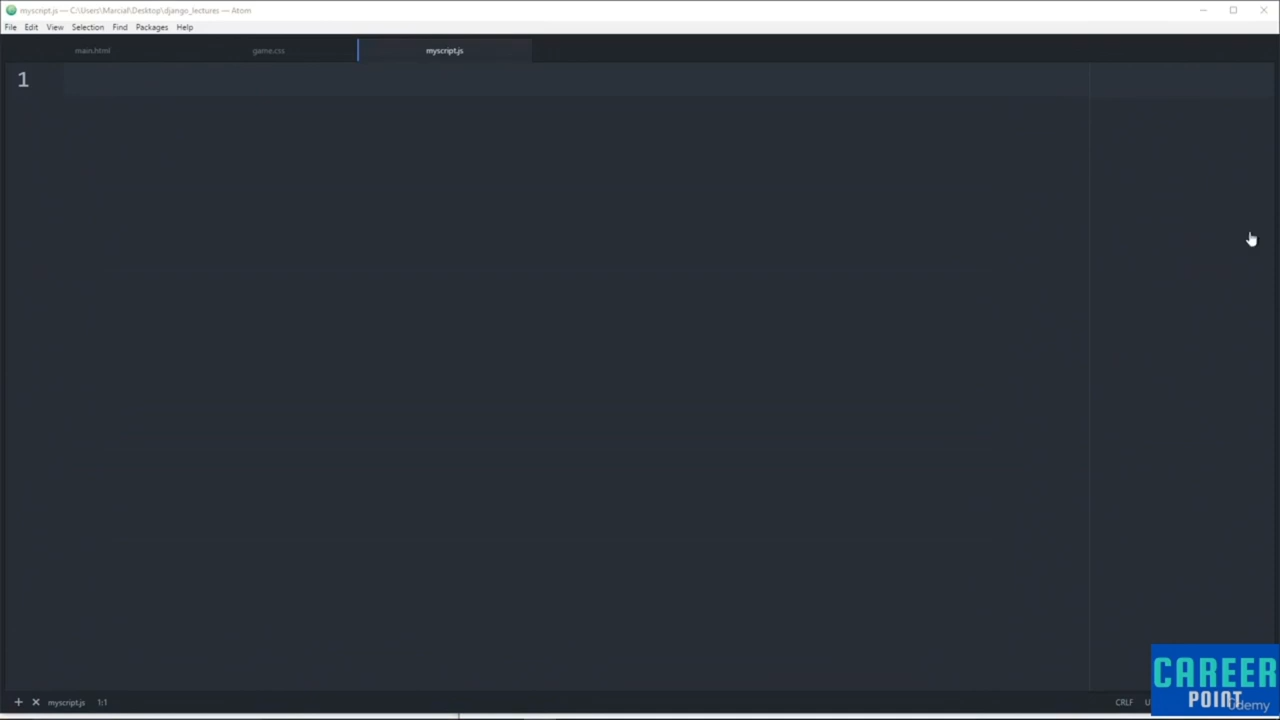 myscript.js — C:\Users\Marcial\Desktop\django_lectures — Atom
File Edit View Selection Find Packages Help
main.html game.css myscript.js
1
myscript.js 1:1 CRLF U
CAREER
POINT
Udemy